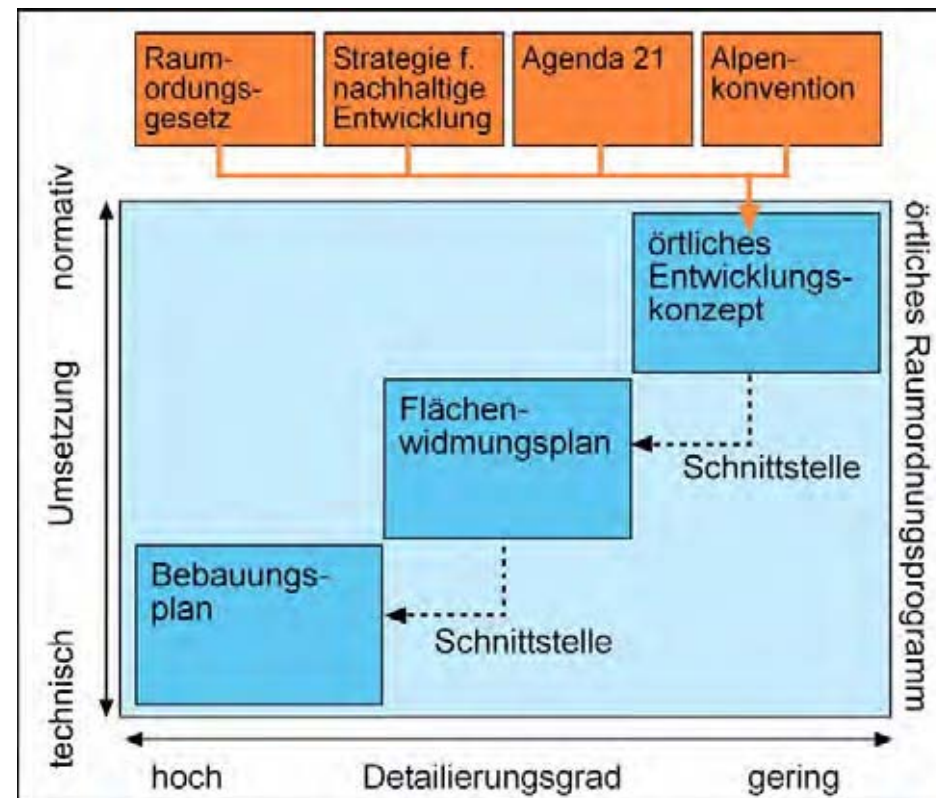 Raum-
ordungs-
gesetz
Strategie f.
nachhaltige
Entwicklung
Agenda 21
Alpen-
konvention
normativ
Umsetzung
technisch
örtliches
Entwicklungs-
konzept
Flächen-
widmungsplan
Schnittstelle
Bebauungs-
plan
Schnittstelle
örtliches Raumordnungsprogramm
hoch
Detailierungsgrad
gering